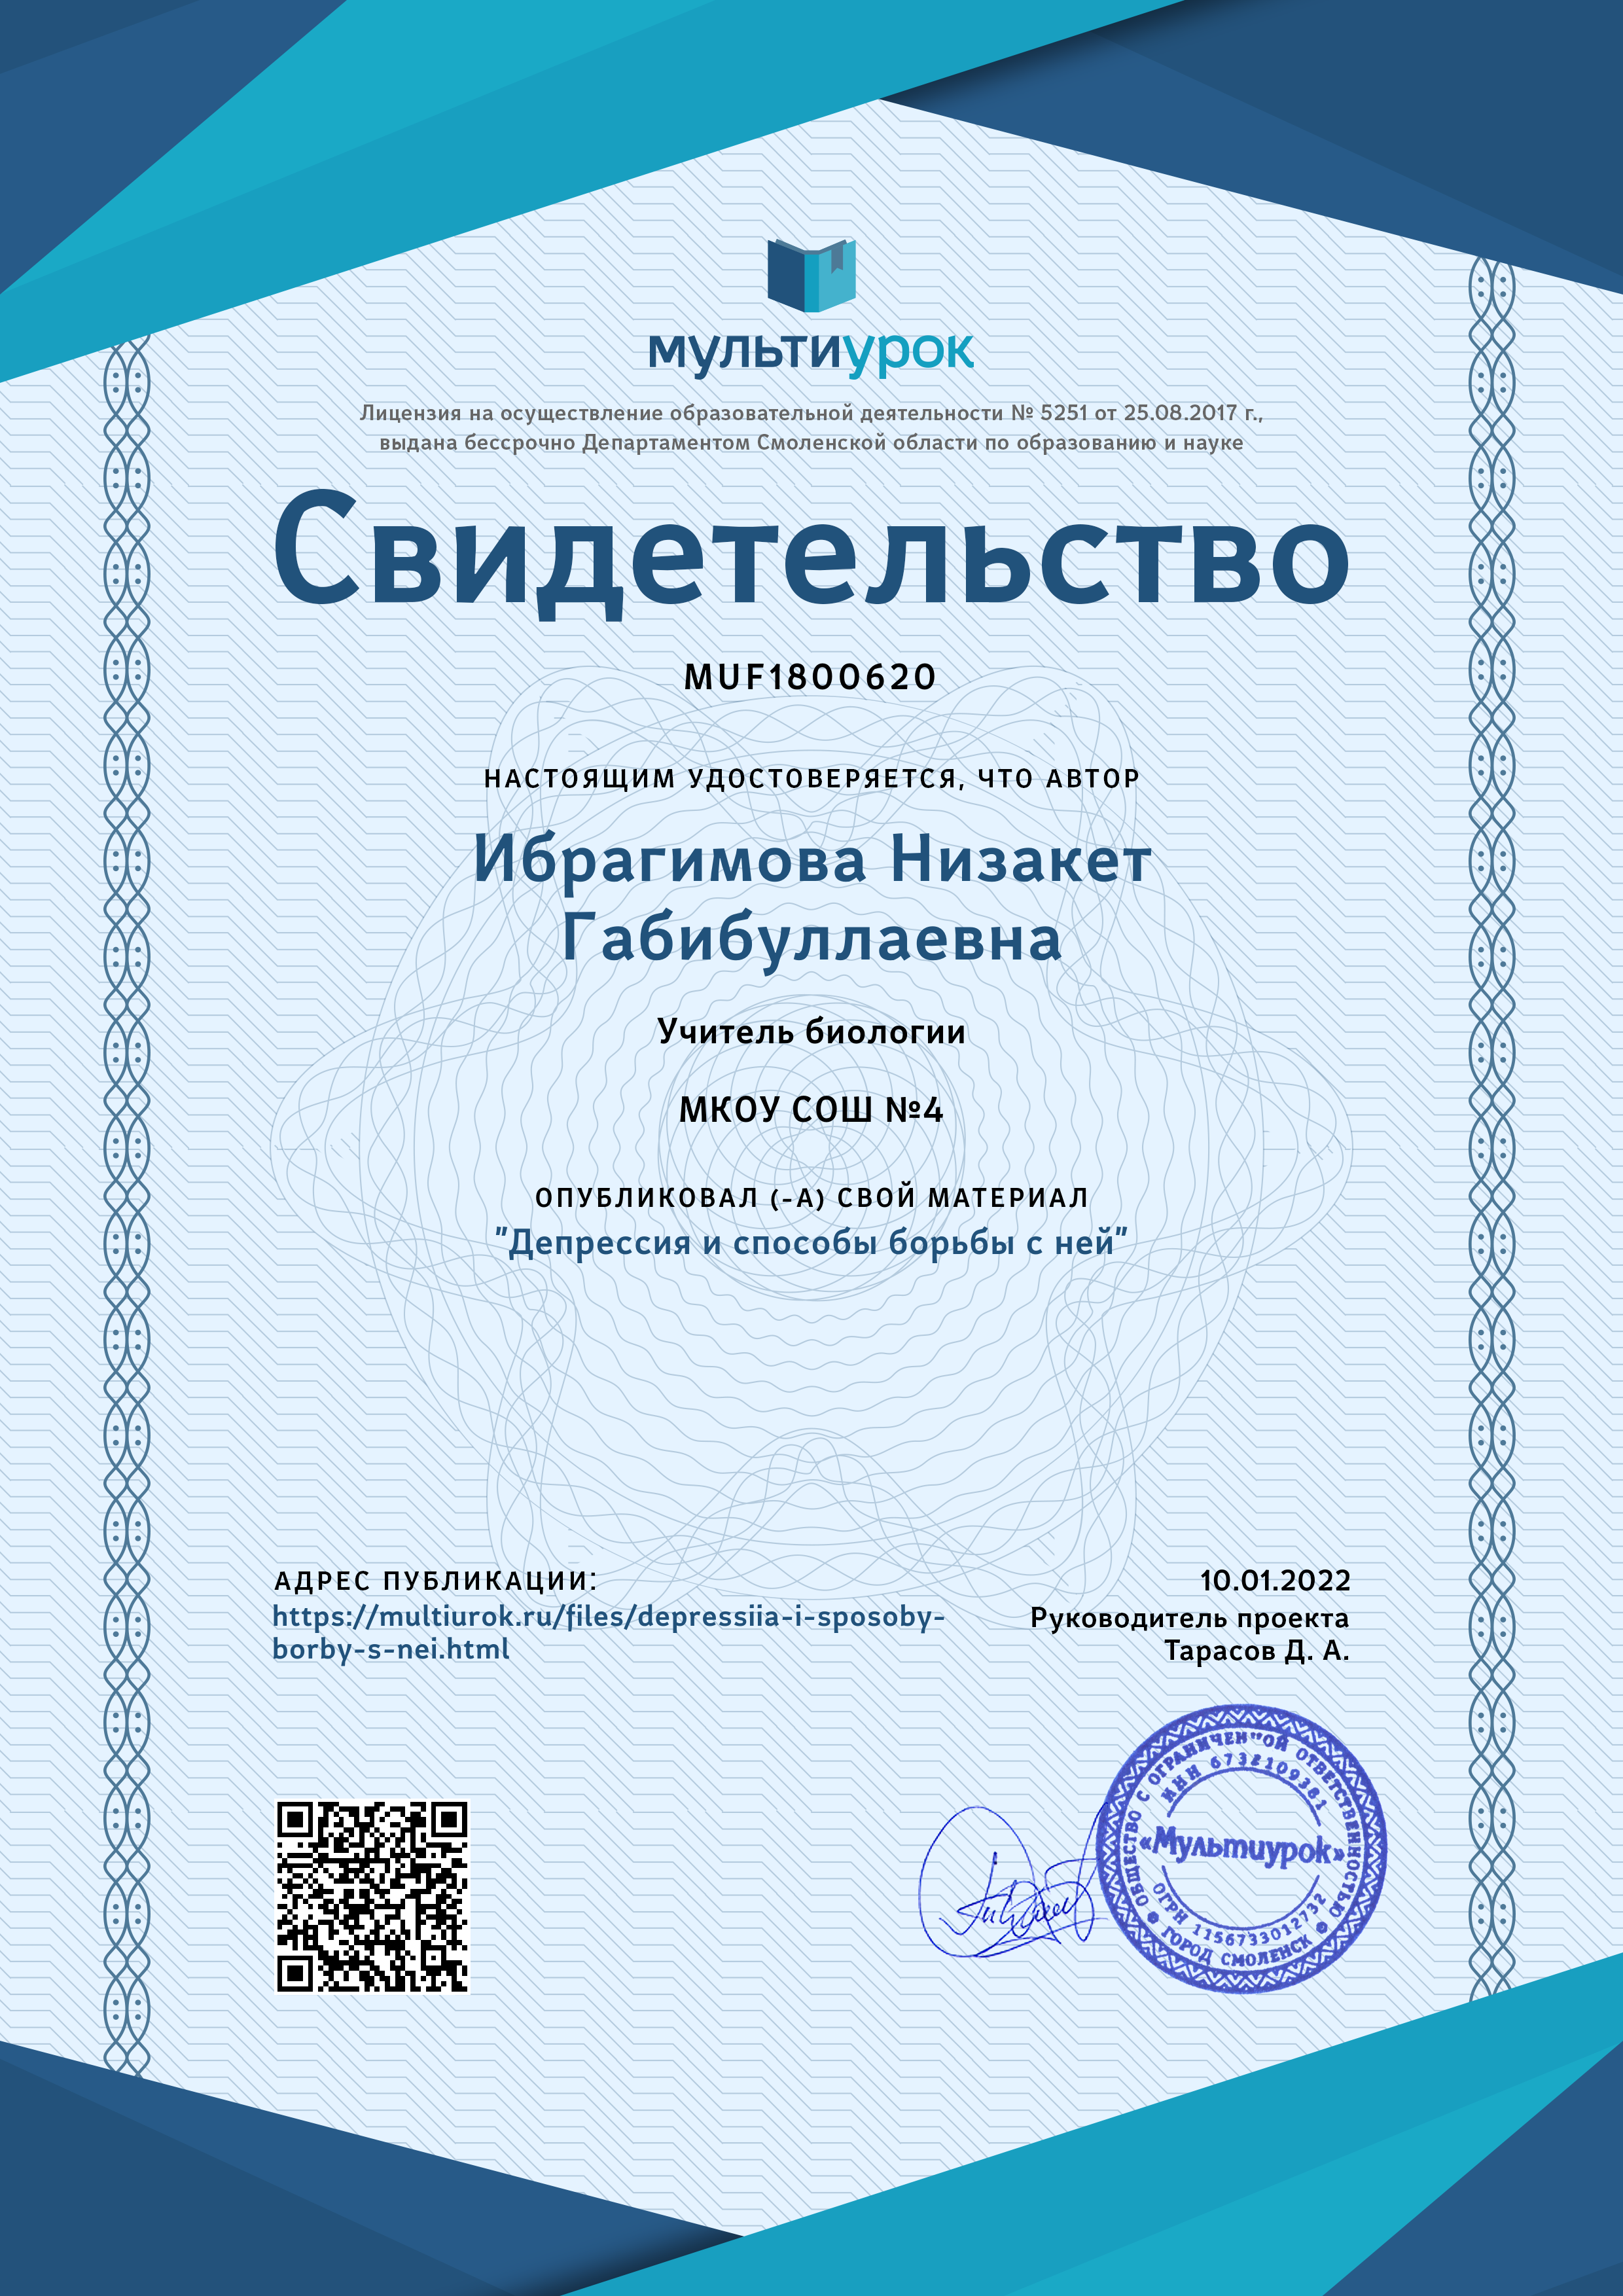 мультиурок
Лицензия на осуществление образовательной деятельности № 5251 от 25.08.2017 г.,
выдана бессрочно Департаментом Смоленской области по образованию и науке
Свидетельство
MUF1800620
НАСТОЯЩИМ УДОСТОВЕРЯЕТСЯ, ЧТО АВТОР
Ибрагимова Низакет
Габибуллаевна
Учитель биологии
МКОУ СОШ №4
ОПУБЛИКОВАЛ (-А) СВОЙ МАТЕРИАЛ
"Депрессия и способы борьбы с ней"
АДРЕС ПУБЛИКАЦИИ:
https://multiurok.ru/files/depressiia-i-sposoby-
borby-s-nei.html
10.01.2022
Руководитель проекта
Тарасов Д. А.
ОБЩЕСТВО С ОГРАНИЧЕННОЙ ОТВЕТСТВЕННОСТЬЮ
ИНН 6732109381
«Мультиурок»
ОГРН 1156733012732
ГОРОД СМОЛЕНСК